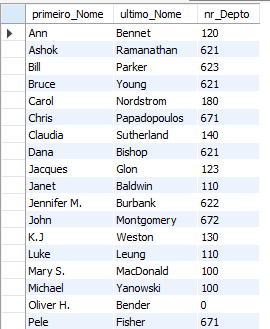 primeiro_Nome ultimo_Nome nr_Depto
Ann Bennet 120
Ashok Ramanathan 621
Bill Parker 623
Bruce Young 621
Carol Nordstrom 180
Chris Papadopoulos 671
Claudia Sutherland 140
Dana Bishop 621
Jacques Glon 123
Janet Baldwin 110
Jennifer M. Burbank 622
John Montgomery 672
K.J Weston 130
Luke Leung 110
Mary S. MacDonald 100
Michael Yanowski 100
Oliver H. Bender 0
Pele Fisher 671